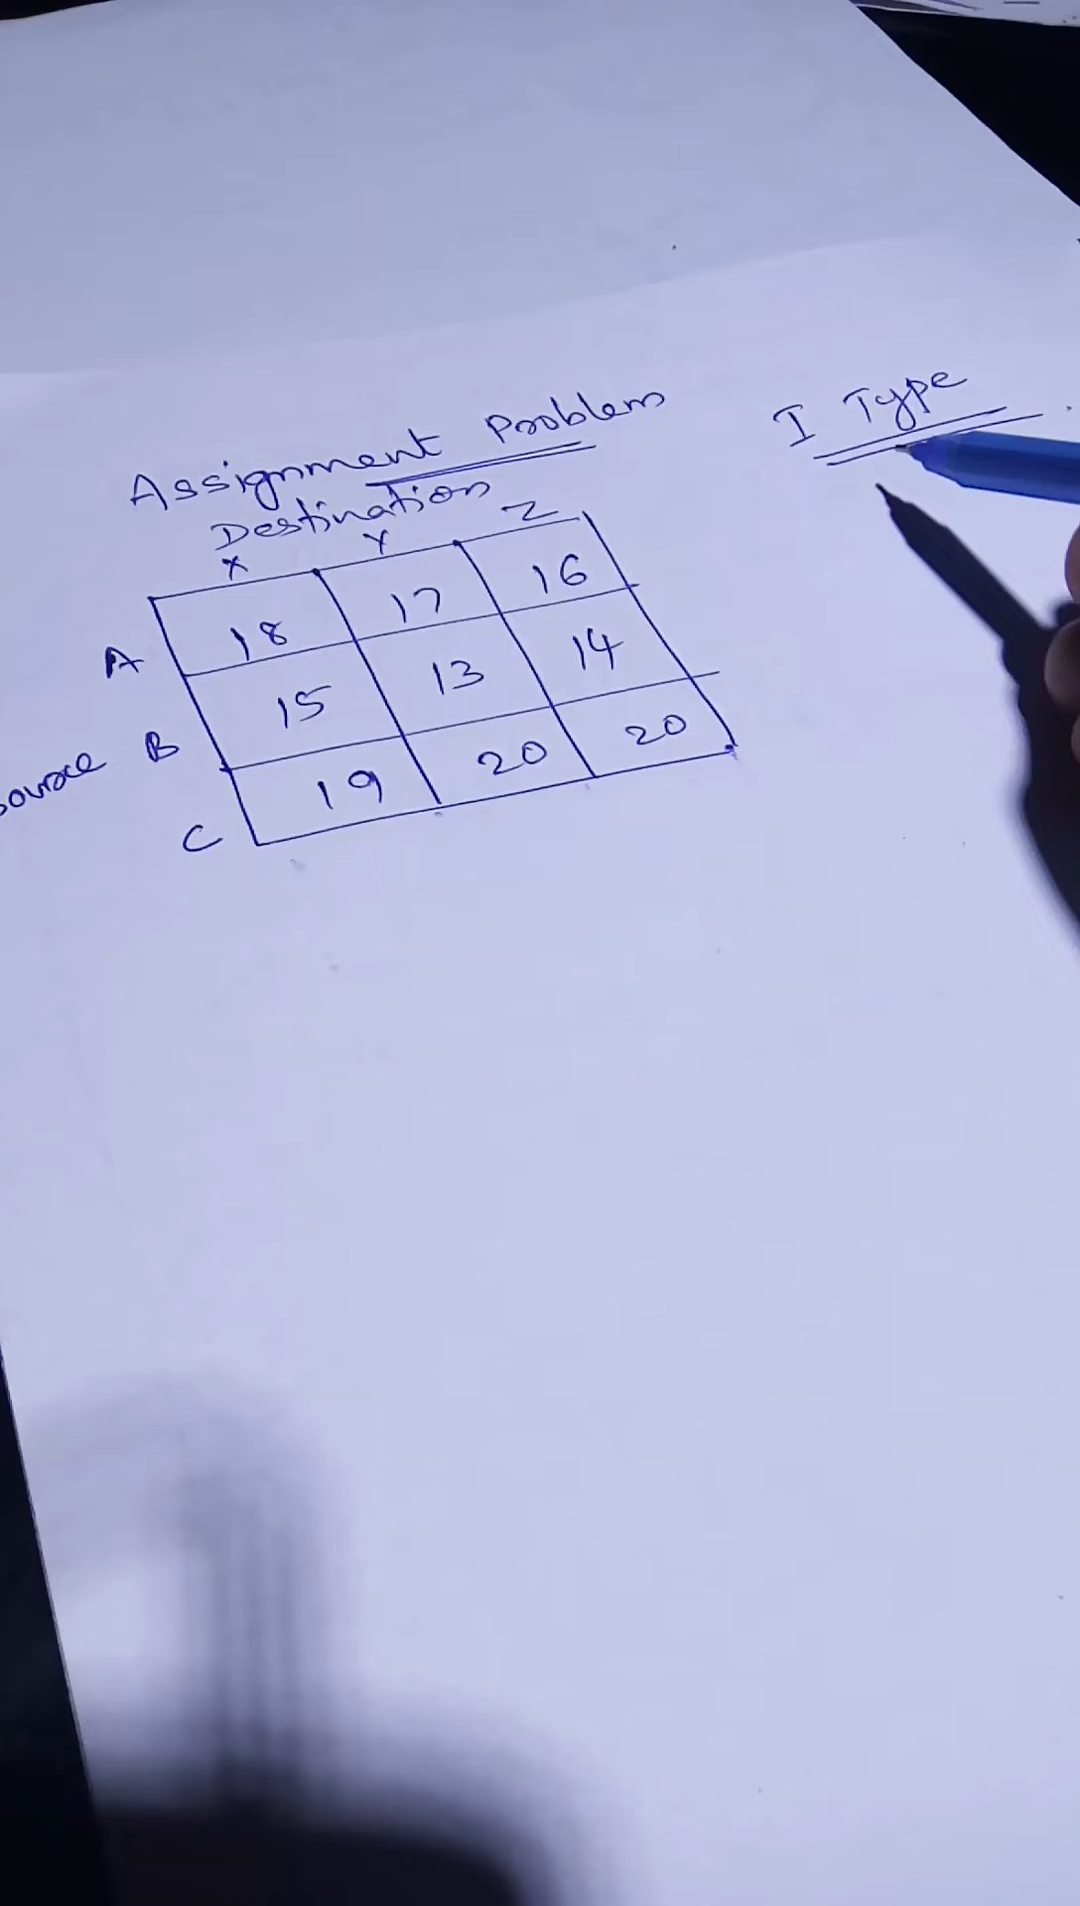 Assignment Problem
I Type
Destination
X Y Z
A 18 17 16
Source B 15 13 14
C 19 20 20